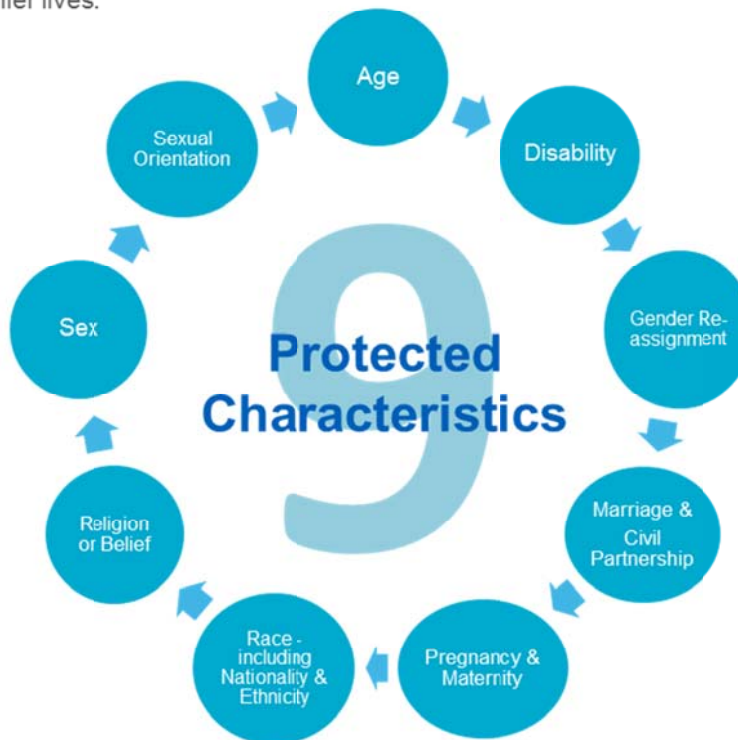 lives.
Age
Disability
Gender Re-
assignment
Marriage &
Civil
Partnership
Pregnancy &
Maternity
Race -
including
Nationality &
Ethnicity
Religion
or Belief
Sex
Sexual
Orientation
9
Protected
Characteristics